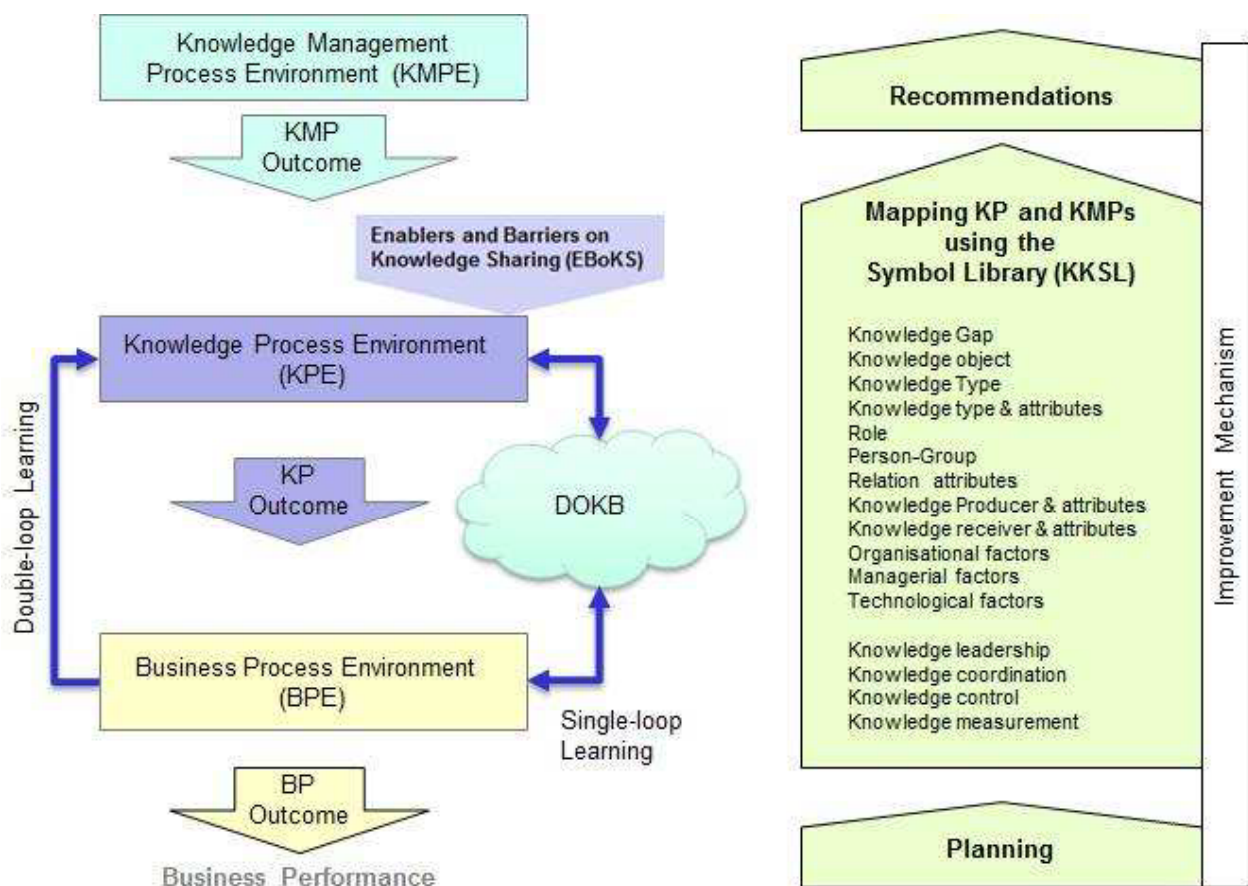 Knowledge Management
Process Environment (KMPE)
KMP
Outcome
Enablers and Barriers on
Knowledge Sharing (EBoKS)
Knowledge Process Environment
(KPE)
Double-loop Learning
KP
Outcome
DOKB
Business Process Environment
(BPE)
Single-loop
Learning
BP
Outcome
Business Performance
Recommendations
Mapping KP and KMPs
using the
Symbol Library (KKSL)
Knowledge Gap
Knowledge object
Knowledge Type
Knowledge type & attributes
Role
Person-Group
Relation attributes
Knowledge Producer & attributes
Knowledge receiver & attributes
Organisational factors
Managerial factors
Technological factors
Knowledge leadership
Knowledge coordination
Knowledge control
Knowledge measurement
Planning
Improvement Mechanism